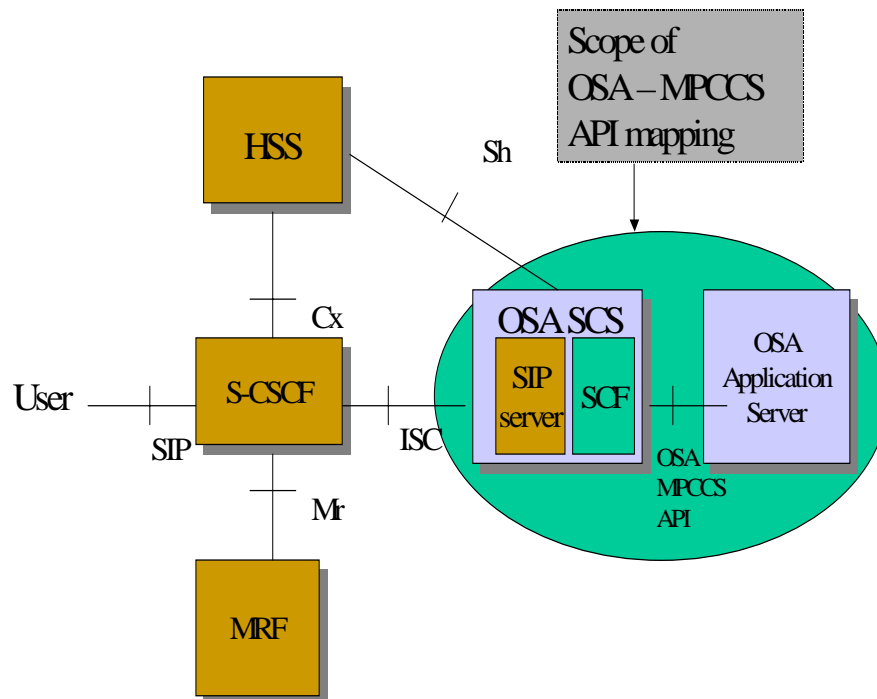 Scope of
OSA – MPCCS
API mapping
HSS
Sh
Cx
OSA SCS
SIP
server
SCF
OSA
Application
Server
User
S-CSCF
SIP
ISC
OSA
MPCCS
API
Mr
MRF